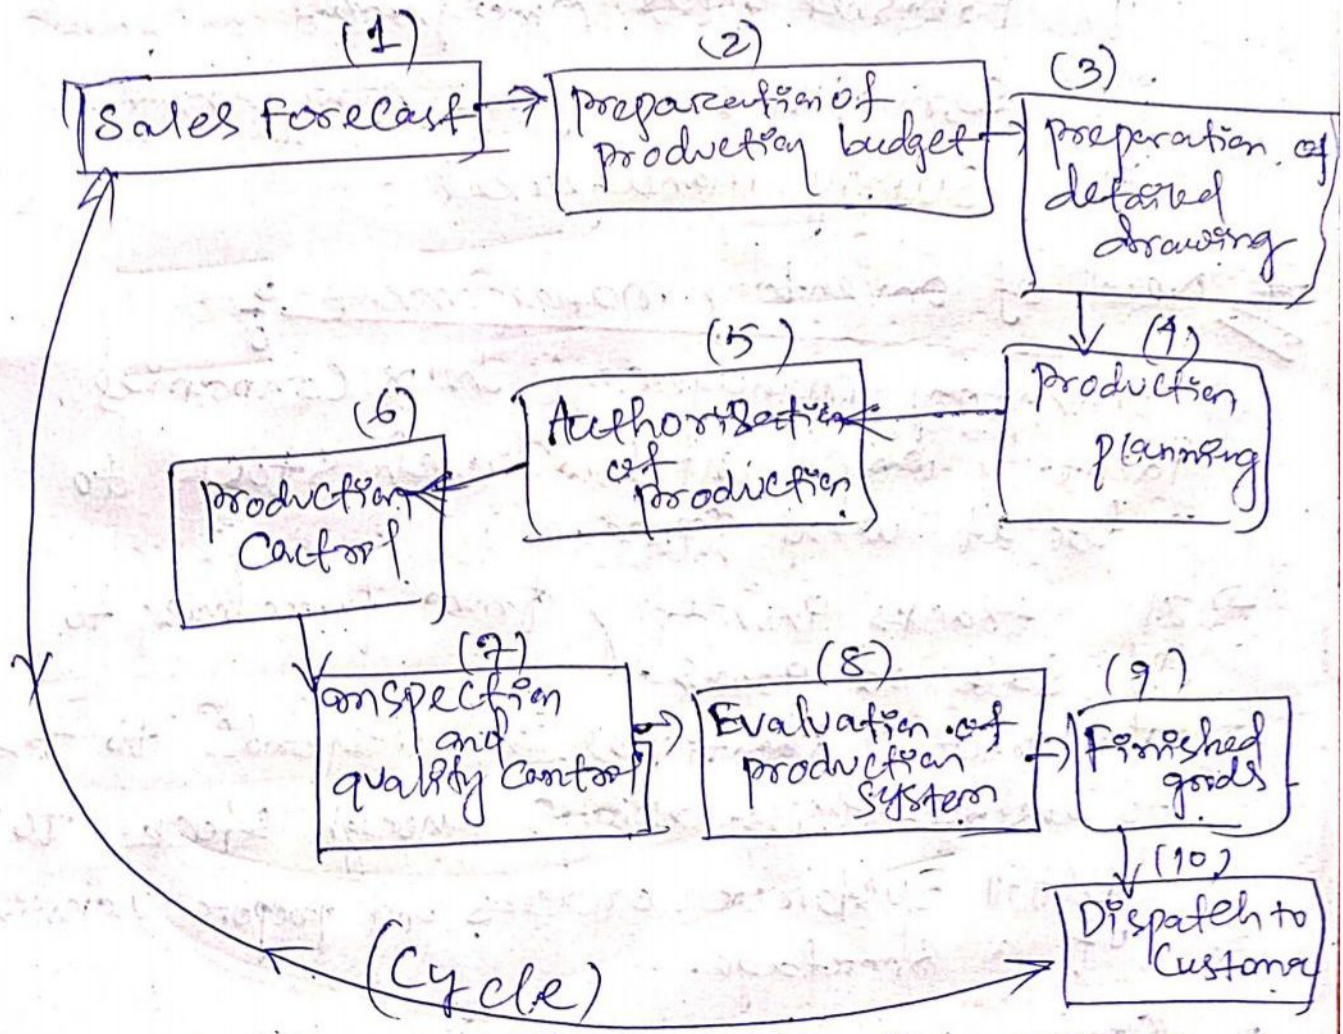 (1)
Sales Forecast
(2)
preparation of
production budget
(3)
preparation of
detailed
drawing
(4)
production
planning
(5)
Authorisation
of
production
(6)
production
Control
(7)
inspection
and
quality control
(8)
Evaluation of
production
system
(9)
Finished
goods
(10)
Dispatch to
Customer
(Cycle)